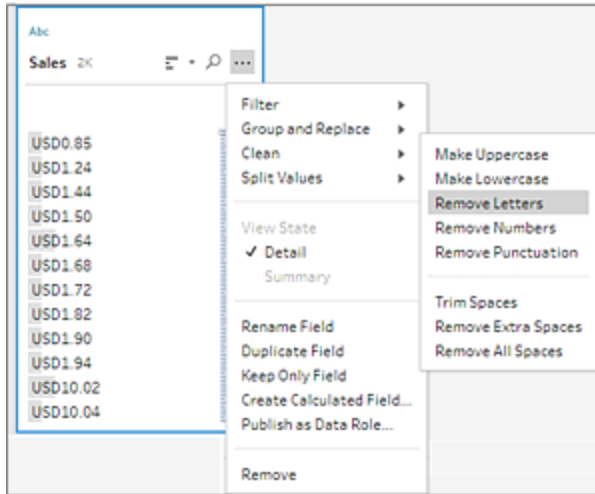 Abc
Sales 2K
USD0.85
USD1.24
USD1.44
USD1.50
USD1.64
USD1.68
USD1.72
USD1.82
USD1.90
USD1.94
USD10.02
USD10.04
Filter
Group and Replace
Clean
Split Values
View State
✓ Detail
Summary
Rename Field
Duplicate Field
Keep Only Field
Create Calculated Field...
Publish as Data Role...
Remove
Make Uppercase
Make Lowercase
Remove Letters
Remove Numbers
Remove Punctuation
Trim Spaces
Remove Extra Spaces
Remove All Spaces